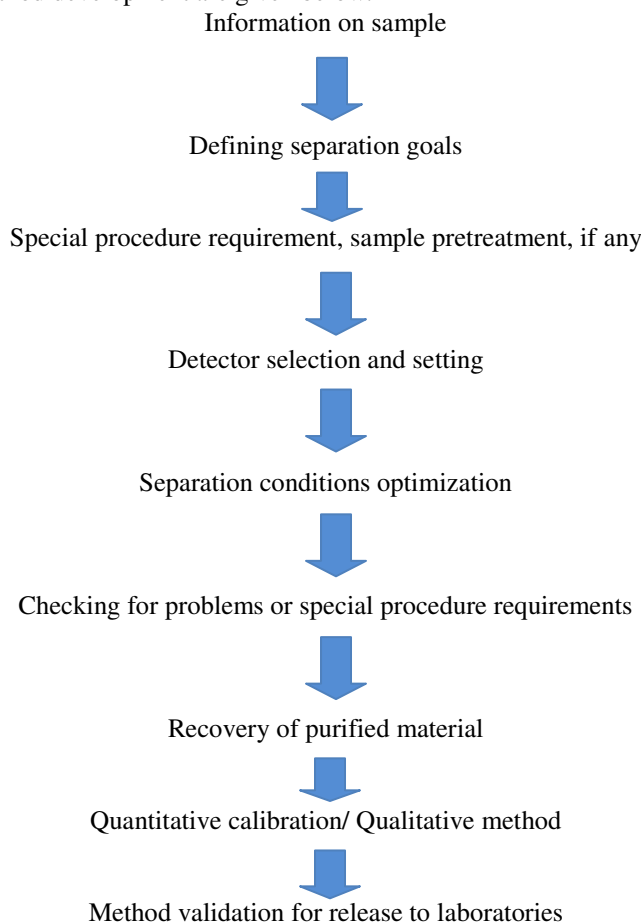 Information on sample
Defining separation goals
Special procedure requirement, sample pretreatment, if any
Detector selection and setting
Separation conditions optimization
Checking for problems or special procedure requirements
Recovery of purified material
Quantitative calibration/ Qualitative method
Method validation for release to laboratories